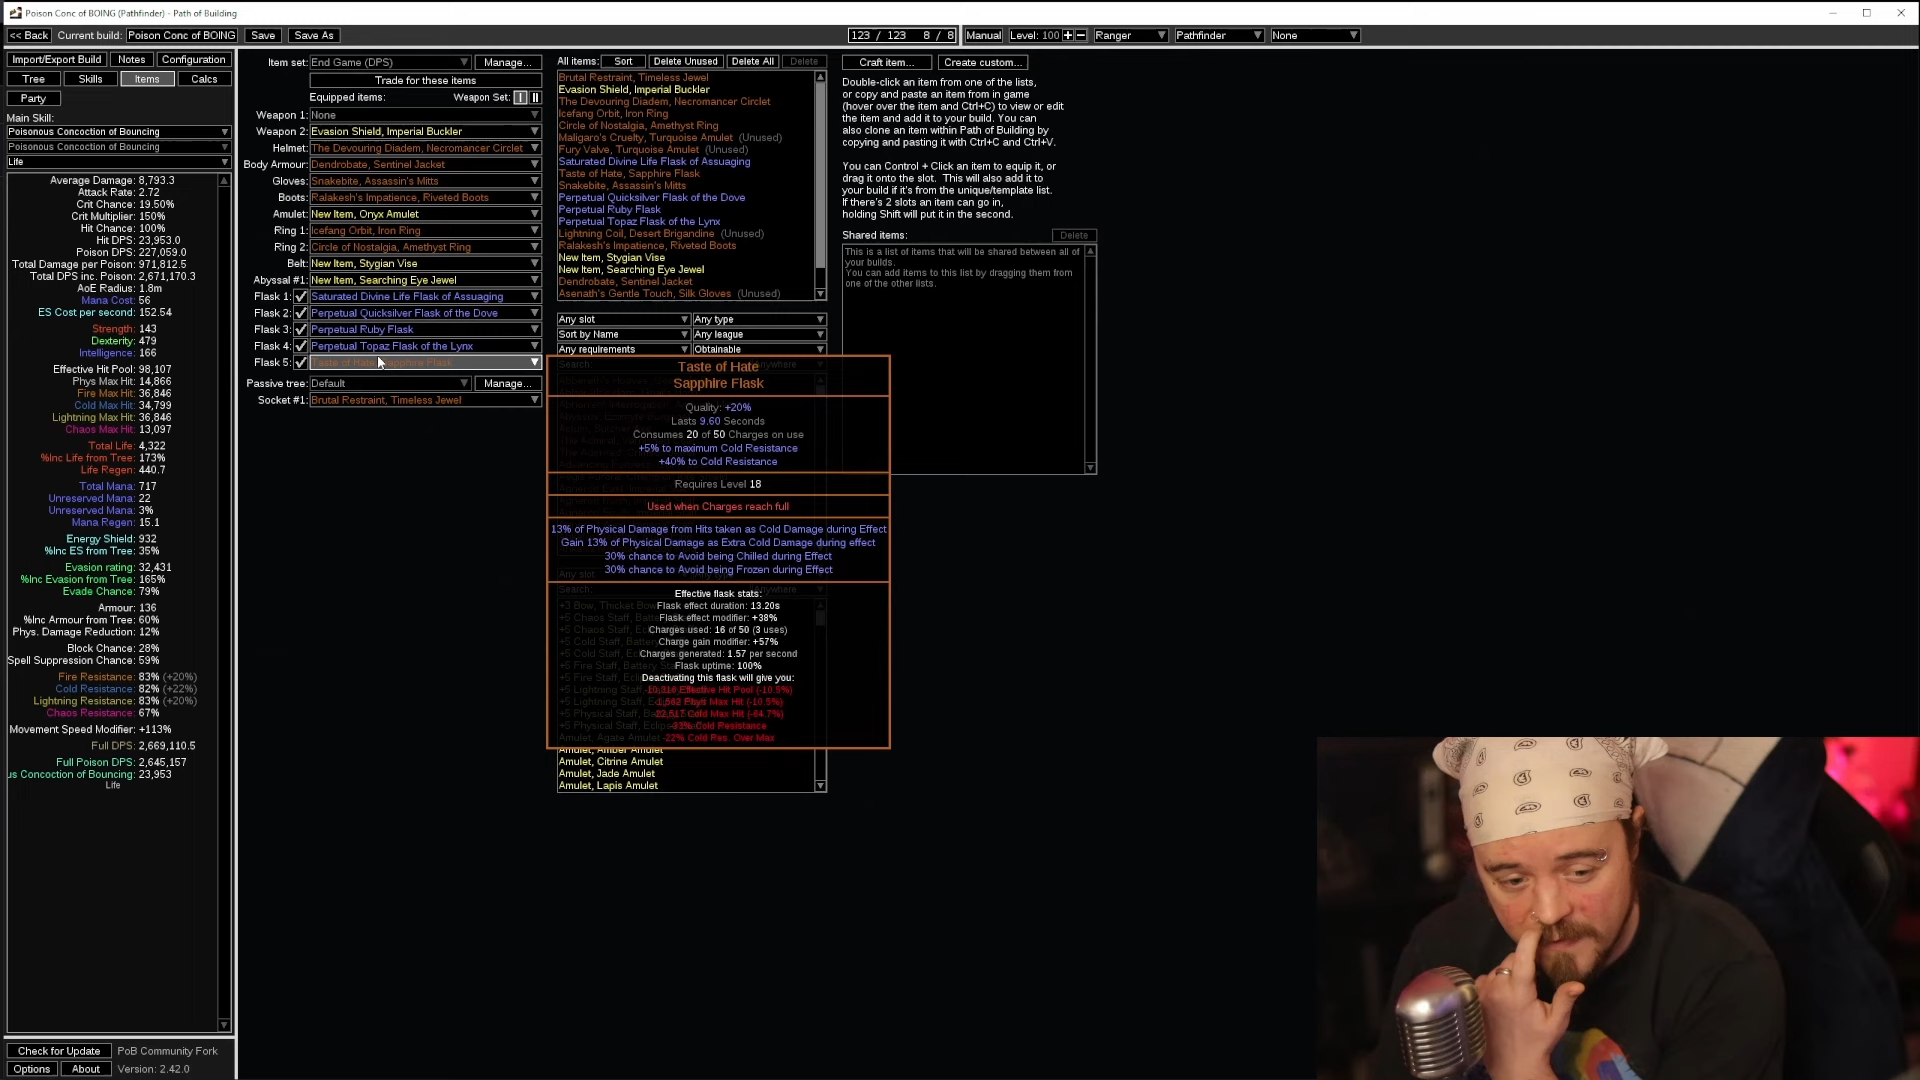 Poison Conc of BOING (Pathfinder) - Path of Building
<< Back Current build: Poison Conc of BOING Save Save As 123 / 123 8 / 8 Manual Level: 100 + - Ranger Pathfinder None
Import/Export Build Notes Configuration
Tree Skills Items Calcs
Party
Main Skill:
Poisonous Concoction of Bouncing
Poisonous Concoction of Bouncing
Life
Average Damage: 8,793.3
Attack Rate: 2.72
Crit Chance: 19.50%
Crit Multiplier: 150%
Hit Chance: 100%
Hit DPS: 23,953.0
Poison DPS: 227,059.0
Total Damage per Poison: 971,812.5
Total DPS inc. Poison: 2,671,170.3
AoE Radius: 1.8m
Mana Cost: 56
ES Cost per second: 152.54
Strength: 143
Dexterity: 479
Intelligence: 166
Effective Hit Pool: 98,107
Phys Max Hit: 14,866
Fire Max Hit: 36,846
Cold Max Hit: 34,799
Lightning Max Hit: 36,846
Chaos Max Hit: 13,097
Total Life: 4,322
%Inc Life from Tree: 173%
Life Regen: 440.7
Total Mana: 717
Unreserved Mana: 22
Unreserved Mana: 3%
Mana Regen: 15.1
Energy Shield: 932
%Inc ES from Tree: 35%
Evasion rating: 32,431
%Inc Evasion from Tree: 165%
Evade Chance: 79%
Armour: 136
%Inc Armour from Tree: 60%
Phys. Damage Reduction: 12%
Block Chance: 28%
Spell Suppression Chance: 59%
Fire Resistance: 83% (+20%)
Cold Resistance: 82% (+22%)
Lightning Resistance: 83% (+20%)
Chaos Resistance: 67%
Movement Speed Modifier: +113%
Full DPS: 2,669,110.5
Full Poison DPS: 2,645,157
us Concoction of Bouncing: 23,953
Life
Check for Update PoB Community Fork
Options About Version: 2.42.0
Item set: End Game (DPS) Manage...
Trade for these items
Equipped items: Weapon Set: I II
Weapon 1: None
Weapon 2: Evasion Shield, Imperial Buckler
Helmet: The Devouring Diadem, Necromancer Circlet
Body Armour: Dendrobate, Sentinel Jacket
Gloves: Snakebite, Assassin's Mitts
Boots: Ralakesh's Impatience, Riveted Boots
Amulet: New Item, Onyx Amulet
Ring 1: Icefang Orbit, Iron Ring
Ring 2: Circle of Nostalgia, Amethyst Ring
Belt: New Item, Stygian Vise
Abyssal #1: New Item, Searching Eye Jewel
Flask 1: Saturated Divine Life Flask of Assuaging
Flask 2: Perpetual Quicksilver Flask of the Dove
Flask 3: Perpetual Ruby Flask
Flask 4: Perpetual Topaz Flask of the Lynx
Flask 5: Taste of Hate, Sapphire Flask
Passive tree: Default Manage...
Socket #1: Brutal Restraint, Timeless Jewel
All items: Sort Delete Unused Delete All Delete
Brutal Restraint, Timeless Jewel
Evasion Shield, Imperial Buckler
The Devouring Diadem, Necromancer Circlet
Icefang Orbit, Iron Ring
Circle of Nostalgia, Amethyst Ring
Maligaro's Cruelty, Turquoise Amulet (Unused)
Fury Valve, Turquoise Amulet (Unused)
Saturated Divine Life Flask of Assuaging
Taste of Hate, Sapphire Flask
Snakebite, Assassin's Mitts
Perpetual Quicksilver Flask of the Dove
Perpetual Ruby Flask
Perpetual Topaz Flask of the Lynx
Lightning Coil, Desert Brigandine (Unused)
Ralakesh's Impatience, Riveted Boots
New Item, Stygian Vise
New Item, Searching Eye Jewel
Dendrobate, Sentinel Jacket
Asenath's Gentle Touch, Silk Gloves (Unused)
Any slot Any type
Sort by Name Any league
Any requirements Obtainable
Taste of Hate
Sapphire Flask
Quality: +20%
Lasts 9.60 Seconds
Consumes 20 of 50 Charges on use
+5% to maximum Cold Resistance
+40% to Cold Resistance
Requires Level 18
Used when Charges reach full
13% of Physical Damage from Hits taken as Cold Damage during Effect
Gain 13% of Physical Damage as Extra Cold Damage during effect
30% chance to Avoid being Chilled during Effect
30% chance to Avoid being Frozen during Effect
Effective flask stats:
Flask effect duration: 13.20s
Flask effect modifier: +38%
Charges used: 16 of 50 (3 uses)
Charge gain modifier: +57%
Charges generated: 1.57 per second
Flask uptime: 100%
Deactivating this flask will give you:
Effective Hit Pool (-10.5%)
Phys Max Hit (-10.5%)
Cold Max Hit (-64.7%)
-33% Cold Resistance
-22% Cold Res. Over Max
Amulet, Amber Amulet
Amulet, Citrine Amulet
Amulet, Jade Amulet
Amulet, Lapis Amulet
Craft item... Create custom...
Double-click an item from one of the lists,
or copy and paste an item from in game
(hover over the item and Ctrl+C) to view or edit
the item and add it to your build. You can
also clone an item within Path of Building by
copying and pasting it with Ctrl+C and Ctrl+V.
You can Control + Click an item to equip it, or
drag it onto the slot. This will also add it to
your build if it's from the unique/template list.
If there's 2 slots an item can go in,
holding Shift will put it in the second.
Shared items: Delete
This is a list of items that will be shared between all of
your builds.
You can add items to this list by dragging them from
one of the other lists.